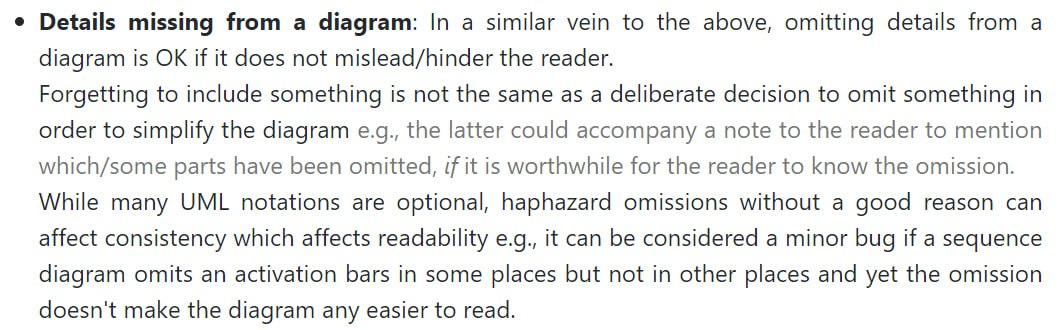 • Details missing from a diagram: In a similar vein to the above, omitting details from a
diagram is OK if it does not mislead/hinder the reader.
Forgetting to include something is not the same as a deliberate decision to omit something in
order to simplify the diagram e.g., the latter could accompany a note to the reader to mention
which/some parts have been omitted, if it is worthwhile for the reader to know the omission.
While many UML notations are optional, haphazard omissions without a good reason can
affect consistency which affects readability e.g., it can be considered a minor bug if a sequence
diagram omits an activation bars in some places but not in other places and yet the omission
doesn't make the diagram any easier to read.